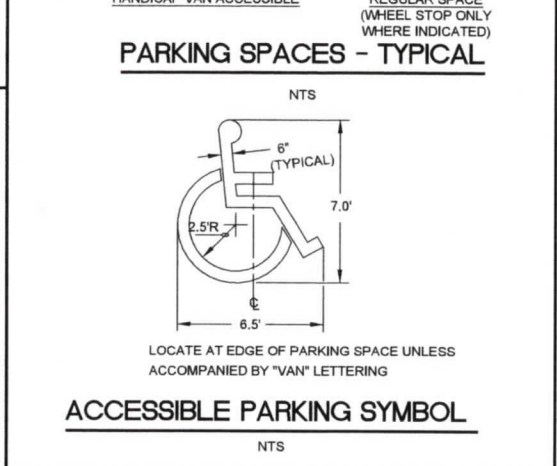 HANDICAP VAN ACCESSIBLE
REGULAR SPACE
(WHEEL STOP ONLY
WHERE INDICATED)
PARKING SPACES - TYPICAL
NTS
6"
(TYPICAL)
7.0'
2.5'R
℄
6.5'
LOCATE AT EDGE OF PARKING SPACE UNLESS
ACCOMPANIED BY "VAN" LETTERING
ACCESSIBLE PARKING SYMBOL
NTS